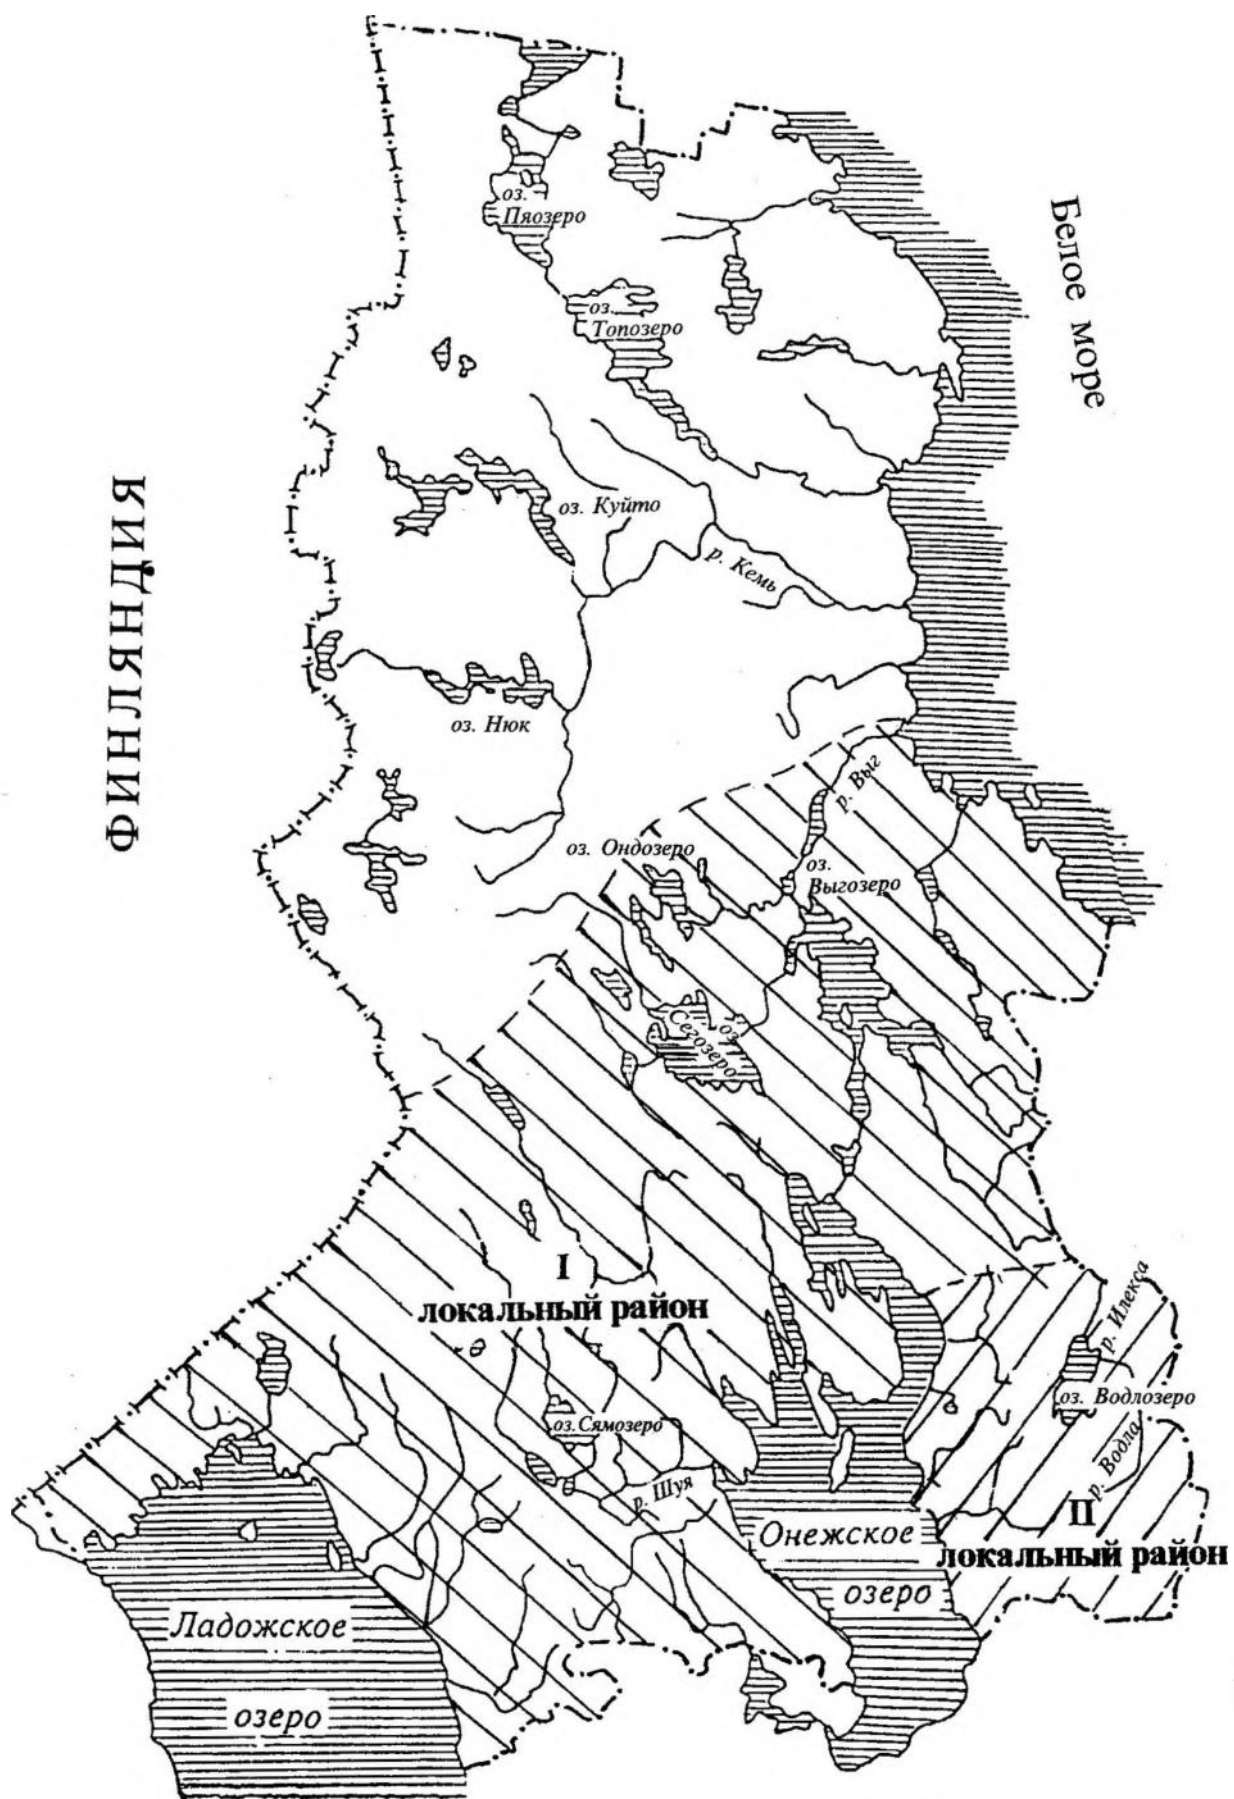 оз.
Пяозеро
Белое море
оз.
Топозеро
ФИНЛЯНДИЯ
оз. Куйто
р. Кемь
оз. Нюк
р. Выг
оз. Ондозеро
оз.
Выгозеро
оз.
Сегозеро
I
локальный район
р. Илекса
оз. Водлозеро
оз. Сямозеро
р. Водла
р. Шуя
II
локальный район
Онежское
озеро
Ладожское
озеро